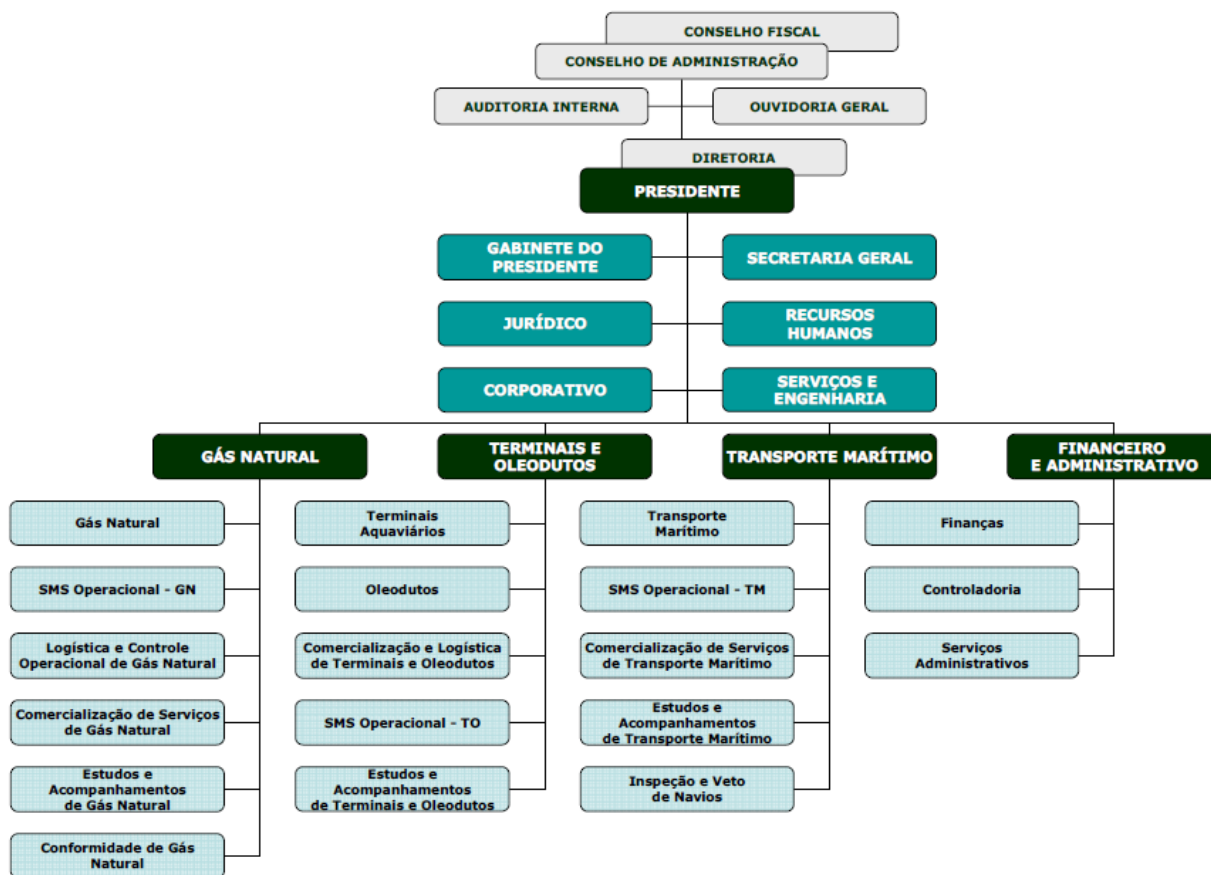 CONSELHO FISCAL
CONSELHO DE ADMINISTRAÇÃO
AUDITORIA INTERNA
OUVIDORIA GERAL
DIRETORIA
PRESIDENTE
GABINETE DO
PRESIDENTE
SECRETARIA GERAL
JURÍDICO
RECURSOS
HUMANOS
CORPORATIVO
SERVIÇOS E
ENGENHARIA
GÁS NATURAL
TERMINAIS E
OLEODUTOS
TRANSPORTE MARÍTIMO
FINANCEIRO
E ADMINISTRATIVO
Gás Natural
SMS Operacional - GN
Logística e Controle
Operacional de Gás Natural
Comercialização de Serviços
de Gás Natural
Estudos e
Acompanhamentos
de Gás Natural
Conformidade de Gás
Natural
Terminais
Aquaviários
Oleodutos
Comercialização e Logística
de Terminais e Oleodutos
SMS Operacional - TO
Estudos e
Acompanhamentos
de Terminais e Oleodutos
Transporte
Marítimo
SMS Operacional - TM
Comercialização de Serviços
de Transporte Marítimo
Estudos e
Acompanhamentos
de Transporte Marítimo
Inspeção e Veto
de Navios
Finanças
Controladoria
Serviços
Administrativos